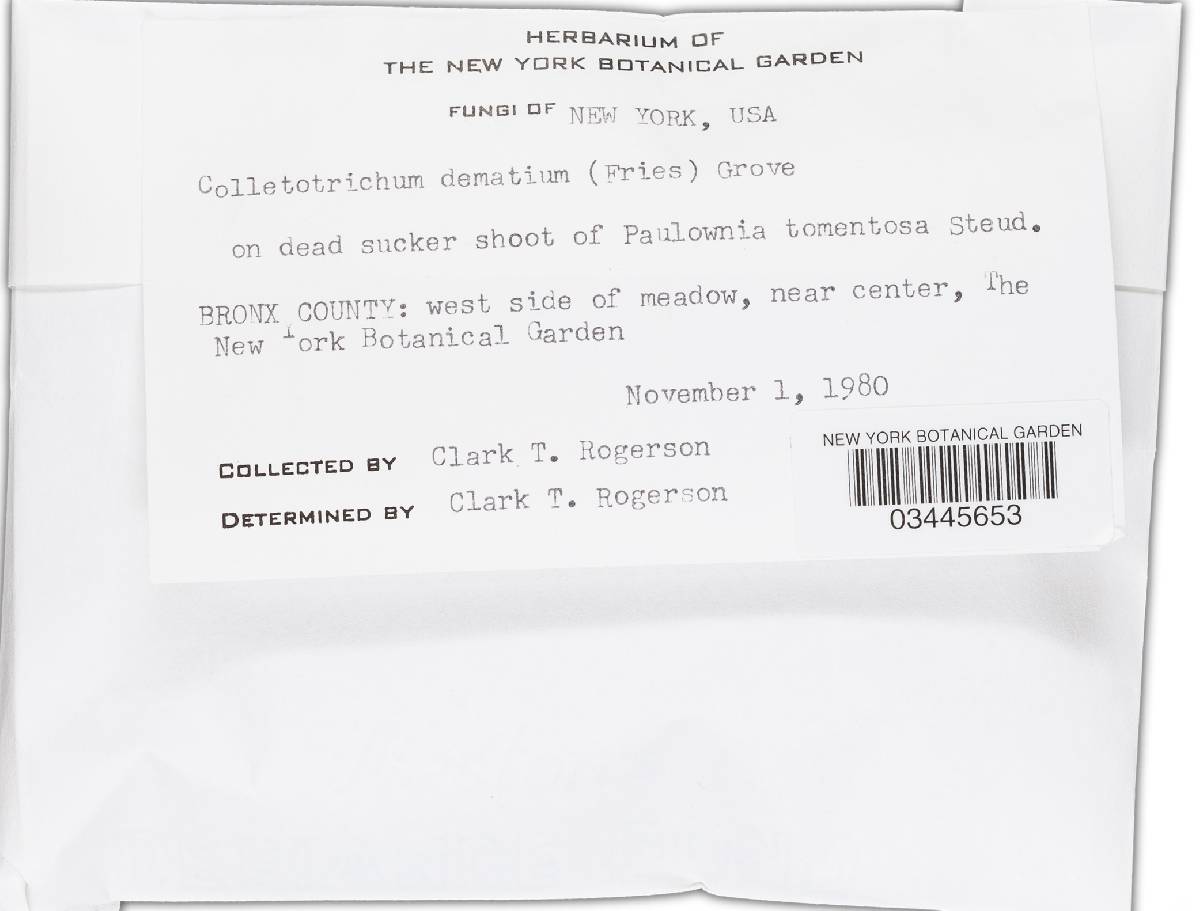 HERBARIUM OF
THE NEW YORK BOTANICAL GARDEN
FUNGI OF NEW YORK, USA
Colletotrichum dematium (Fries) Grove
on dead sucker shoot of Paulownia tomentosa Steud.
BRONX COUNTY: west side of meadow, near center, The
New York Botanical Garden
November 1, 1980
COLLECTED BY Clark T. Rogerson
DETERMINED BY Clark T. Rogerson
NEW YORK BOTANICAL GARDEN
03445653